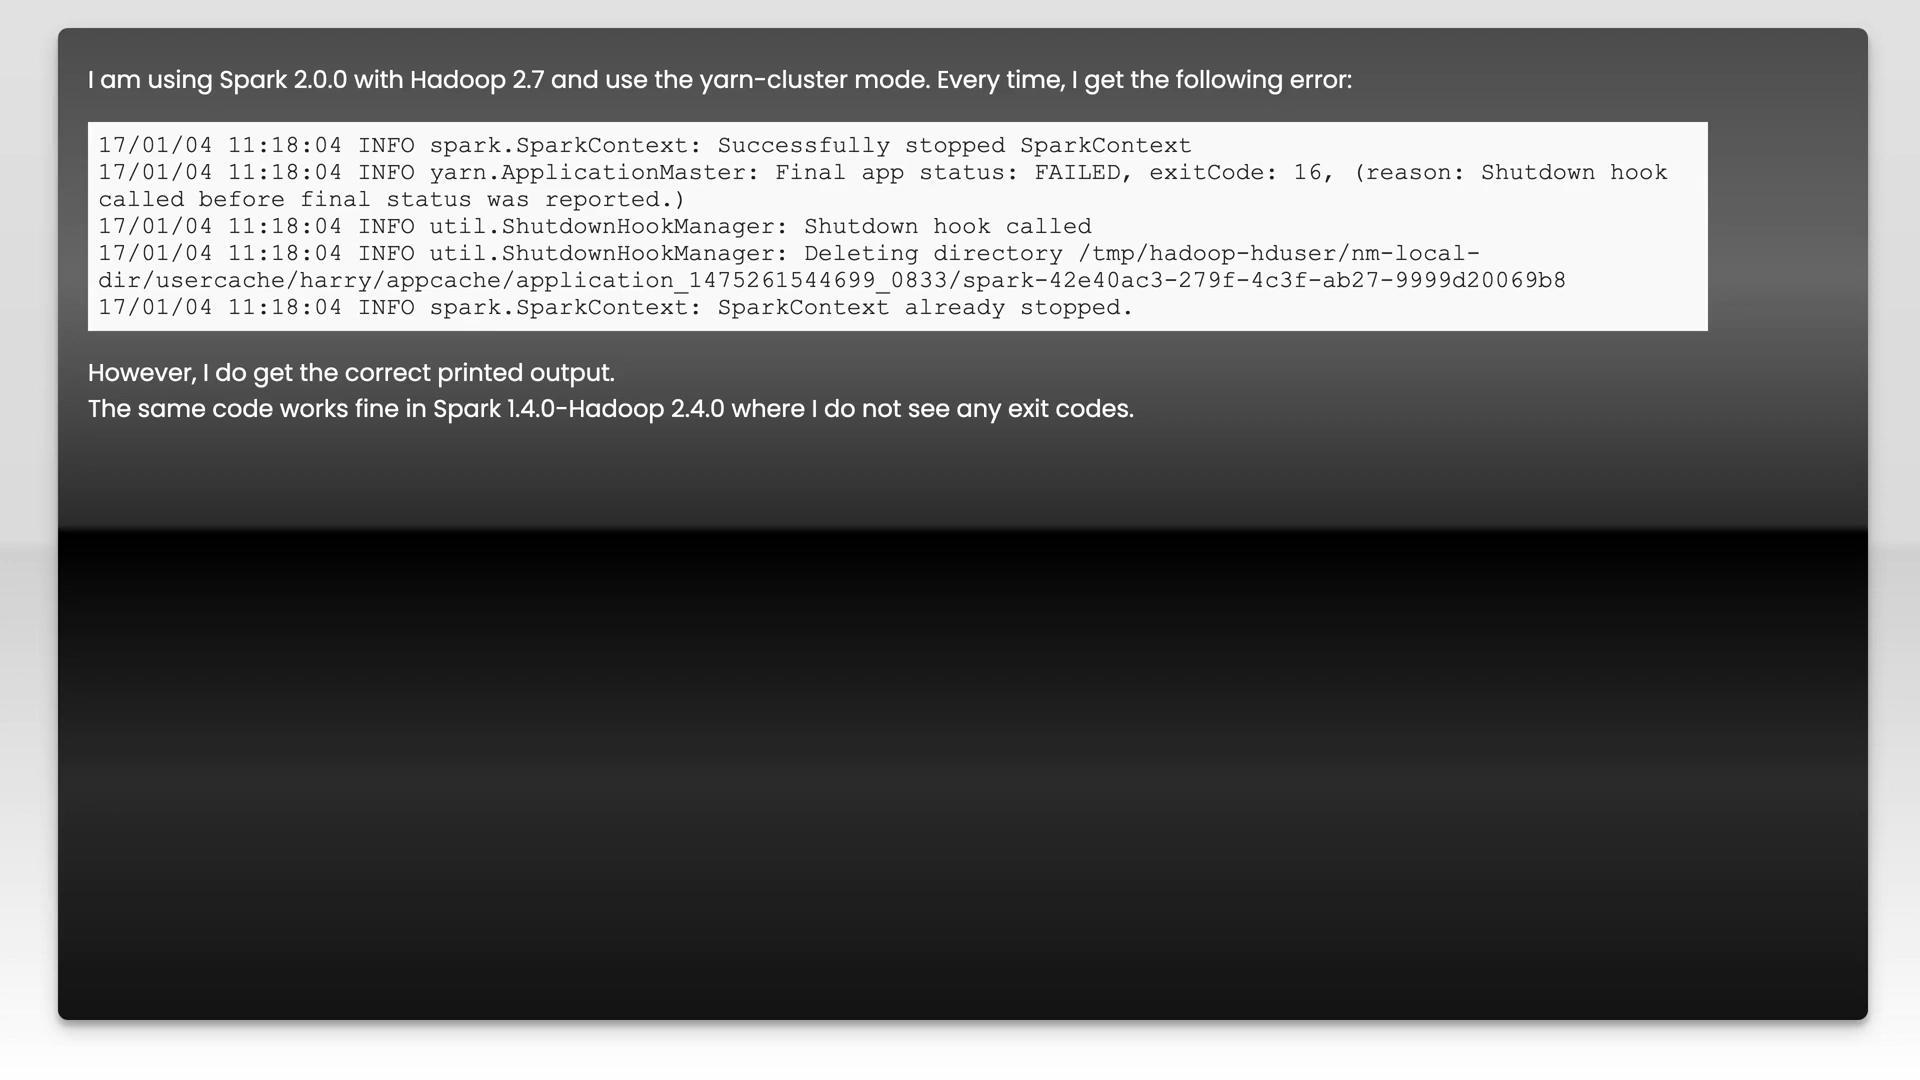 I am using Spark 2.0.0 with Hadoop 2.7 and use the yarn-cluster mode. Every time, I get the following error:
17/01/04 11:18:04 INFO spark.SparkContext: Successfully stopped SparkContext
17/01/04 11:18:04 INFO yarn.ApplicationMaster: Final app status: FAILED, exitCode: 16, (reason: Shutdown hook
called before final status was reported.)
17/01/04 11:18:04 INFO util.ShutdownHookManager: Shutdown hook called
17/01/04 11:18:04 INFO util.ShutdownHookManager: Deleting directory /tmp/hadoop-hduser/nm-local-
dir/usercache/harry/appcache/application_1475261544699_0833/spark-42e40ac3-279f-4c3f-ab27-9999d20069b8
17/01/04 11:18:04 INFO spark.SparkContext: SparkContext already stopped.
However, I do get the correct printed output.
The same code works fine in Spark 1.4.0-Hadoop 2.4.0 where I do not see any exit codes.